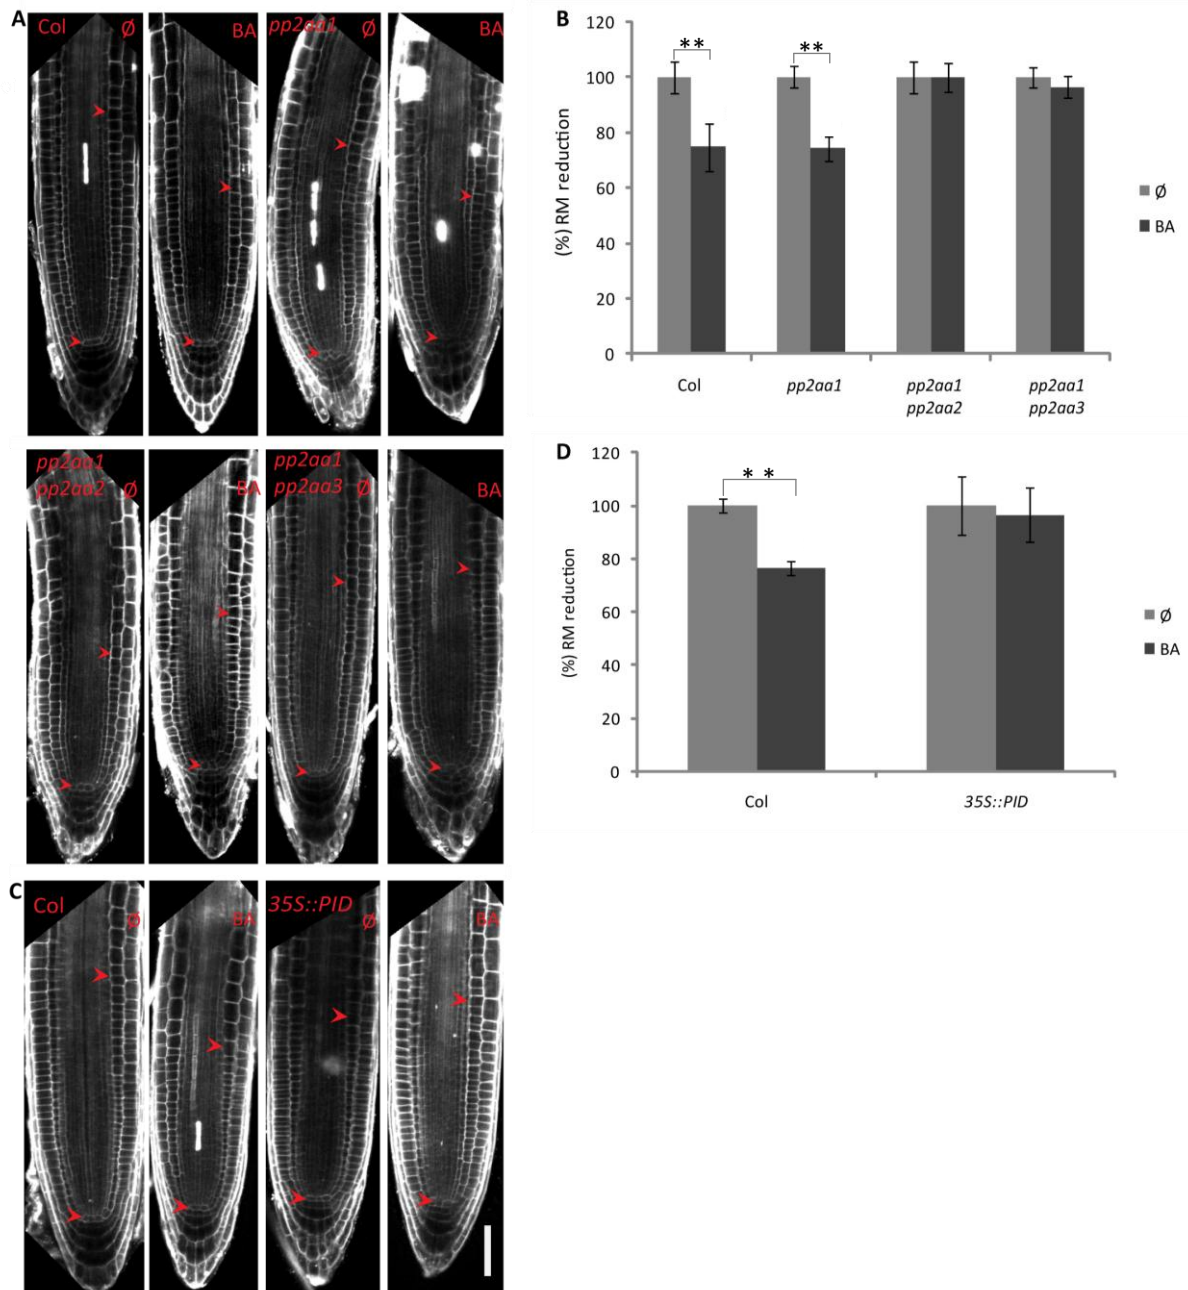 A
Col Ø
BA
pp2aa1 Ø
BA
pp2aa1
pp2aa2 Ø
BA
pp2aa1
pp2aa3 Ø
BA
B
(%) RM reduction
120
100
80
60
40
20
0
**
**
Col
pp2aa1
pp2aa1
pp2aa2
pp2aa1
pp2aa3
Ø
BA
C
Col Ø
BA
35S::PID Ø
BA
D
(%) RM reduction
120
100
80
60
40
20
0
* *
Col
35S::PID
Ø
BA